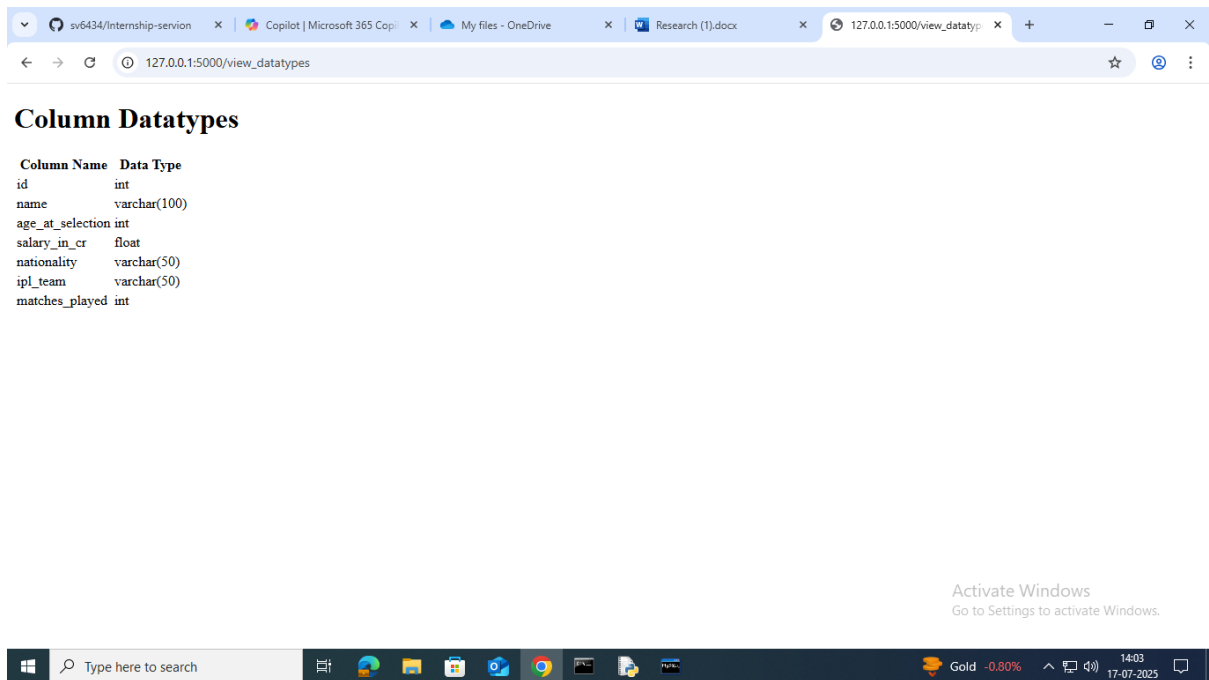 sv6434/Internship-servion
Copilot | Microsoft 365 Copi
My files - OneDrive
Research (1).docx
127.0.0.1:5000/view_datatyp
127.0.0.1:5000/view_datatypes
Column Datatypes
Column Name Data Type
id int
name varchar(100)
age_at_selection int
salary_in_cr float
nationality varchar(50)
ipl_team varchar(50)
matches_played int
Activate Windows
Go to Settings to activate Windows.
Type here to search
Gold -0.80%
14:03
17-07-2025